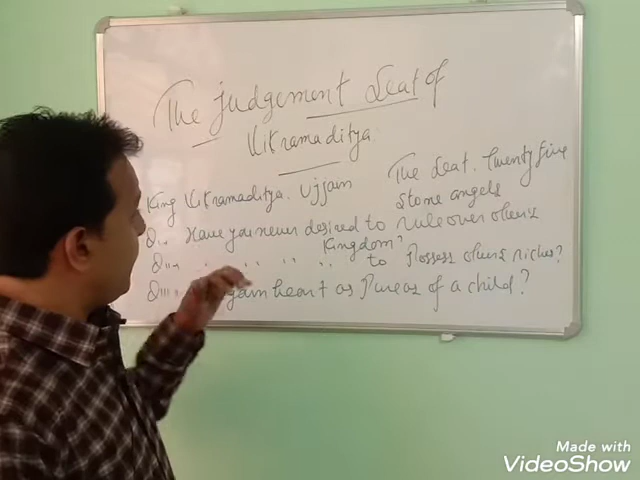 The judgement Seat of
Vikramaditya.
King Vikramaditya. Ujjain
The Seat. Twenty five
Stone angels
Q1. Have you never desired to rule over other's
Kingdom?
Q11. " " " " to Possess other's riches?
Q111. gain heart as Pure as of a child?
Made with
VideoShow